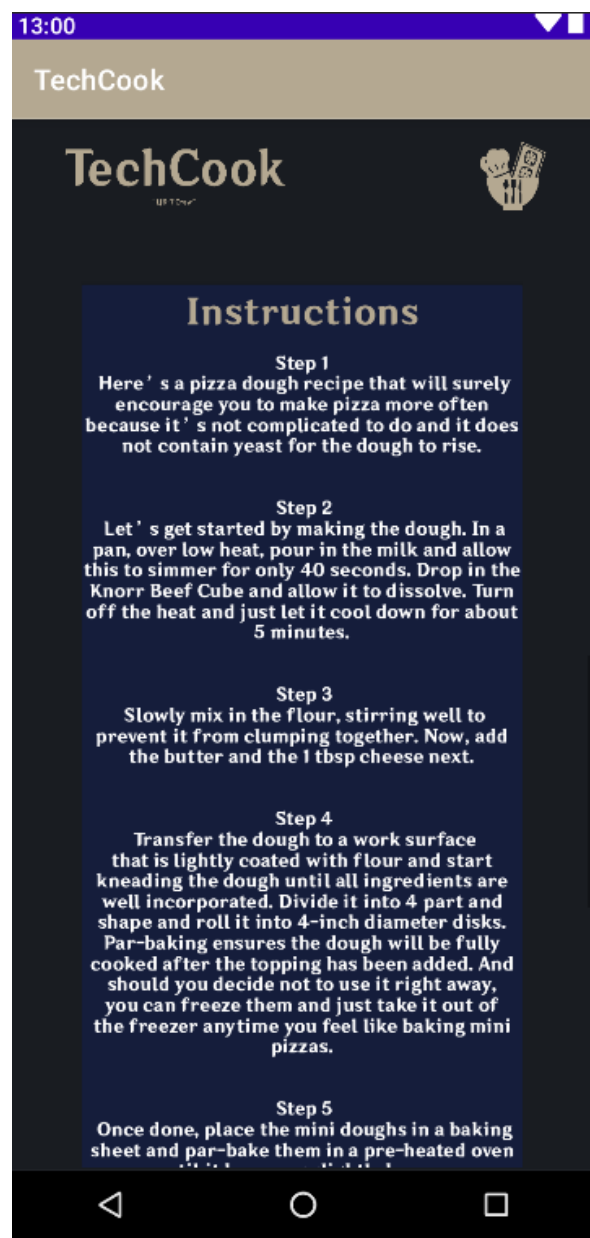 13:00
TechCook
TechCook
Instructions
Step 1
Here’s a pizza dough recipe that will surely
encourage you to make pizza more often
because it’s not complicated to do and it does
not contain yeast for the dough to rise.
Step 2
Let’s get started by making the dough. In a
pan, over low heat, pour in the milk and allow
this to simmer for only 40 seconds. Drop in the
Knorr Beef Cube and allow it to dissolve. Turn
off the heat and just let it cool down for about
5 minutes.
Step 3
Slowly mix in the flour, stirring well to
prevent it from clumping together. Now, add
the butter and the 1 tbsp cheese next.
Step 4
Transfer the dough to a work surface
that is lightly coated with flour and start
kneading the dough until all ingredients are
well incorporated. Divide it into 4 part and
shape and roll it into 4-inch diameter disks.
Par-baking ensures the dough will be fully
cooked after the topping has been added. And
should you decide not to use it right away,
you can freeze them and just take it out of
the freezer anytime you feel like baking mini
pizzas.
Step 5
Once done, place the mini doughs in a baking
sheet and par-bake them in a pre-heated oven